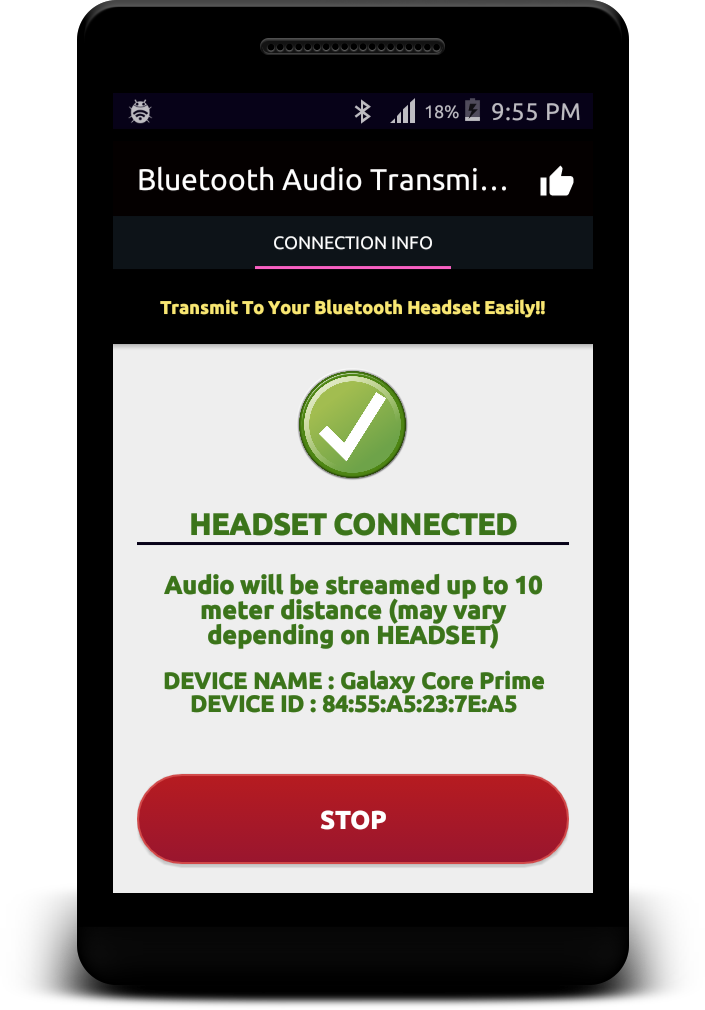 18% 9:55 PM
Bluetooth Audio Transmi...
CONNECTION INFO
Transmit To Your Bluetooth Headset Easily!!
HEADSET CONNECTED
Audio will be streamed up to 10
meter distance (may vary
depending on HEADSET)
DEVICE NAME : Galaxy Core Prime
DEVICE ID : 84:55:A5:23:7E:A5
STOP